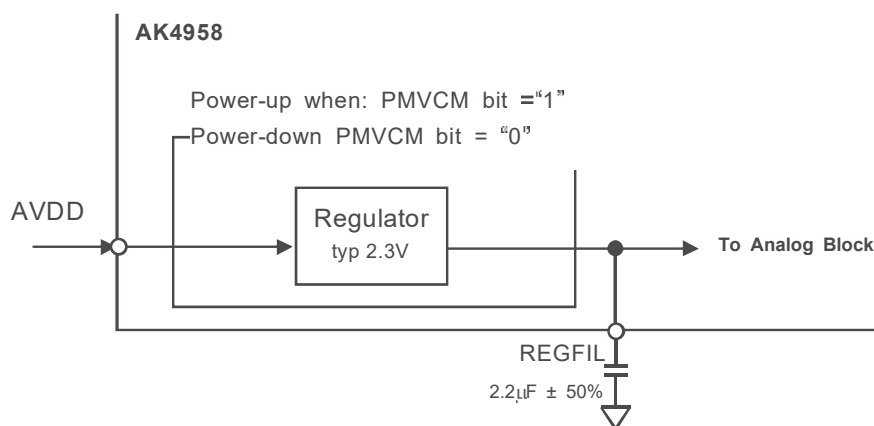 AK4958
Power-up when: PMVCM bit =“1”
Power-down PMVCM bit = “0”
AVDD
Regulator
typ 2.3V
To Analog Block
REGFIL
2.2μF ± 50%